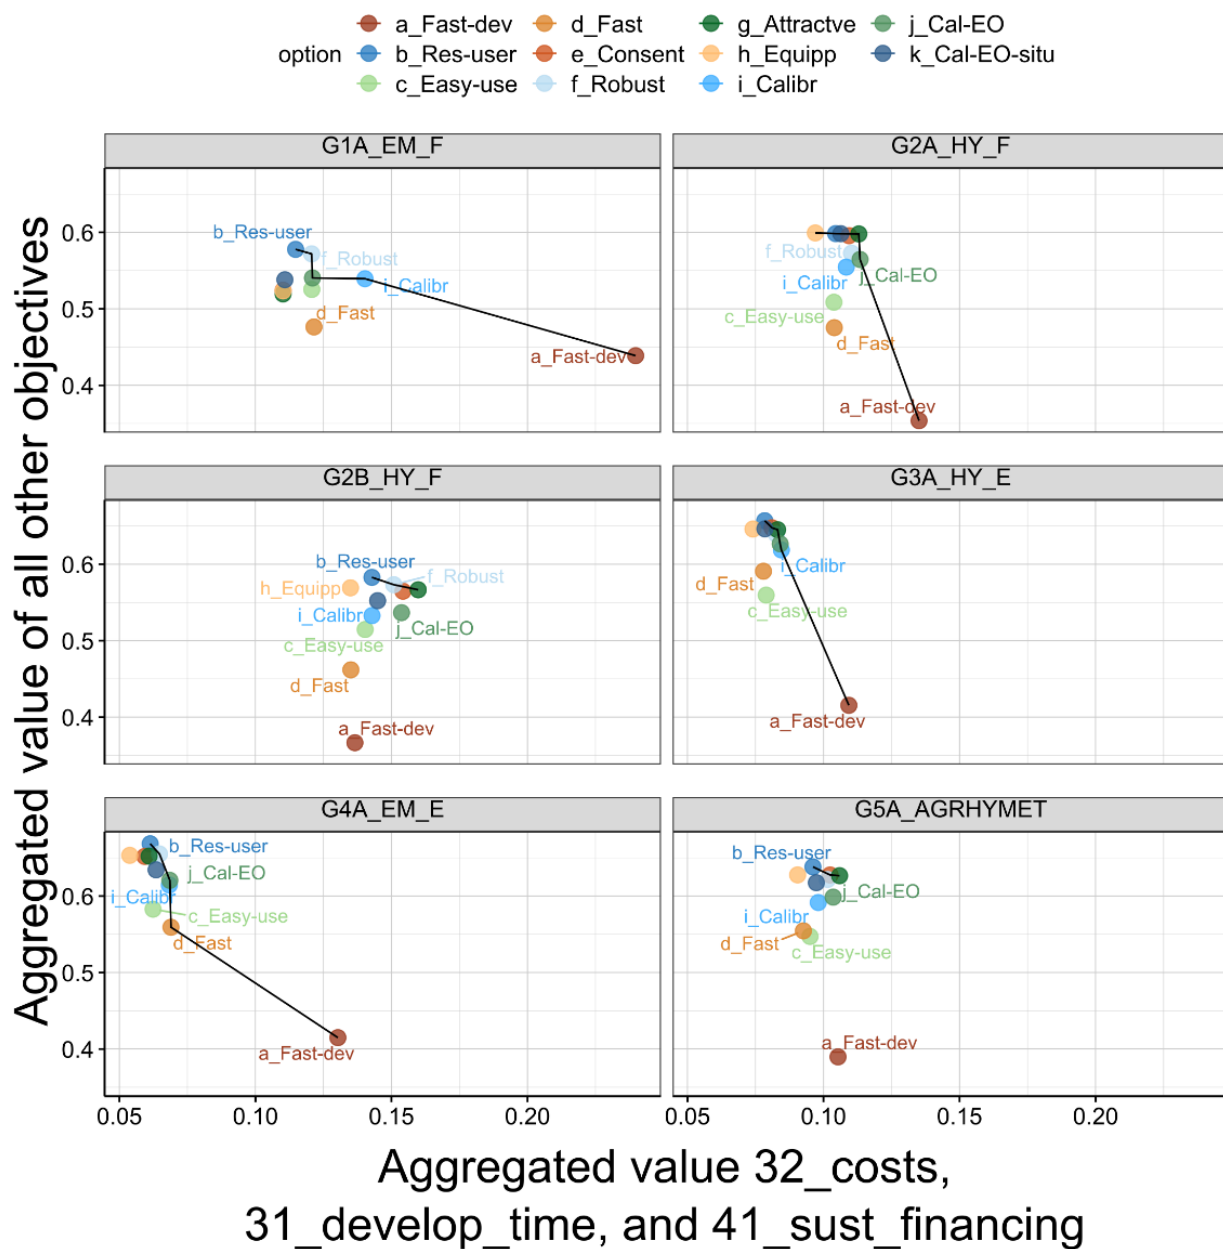 option
a_Fast-dev d_Fast g_Attractve j_Cal-EO
b_Res-user e_Consent h_Equipp k_Cal-EO-situ
c_Easy-use f_Robust i_Calibr
Aggregated value of all other objectives
G1A_EM_F
0.6
0.5
0.4
b_Res-user
f_Robust
i_Calibr
d_Fast
a_Fast-dev
G2A_HY_F
f_Robust
j_Cal-EO
i_Calibr
c_Easy-use
d_Fast
a_Fast-dev
G2B_HY_F
0.6
0.5
0.4
b_Res-user
f_Robust
h_Equipp
i_Calibr
j_Cal-EO
c_Easy-use
d_Fast
a_Fast-dev
G3A_HY_E
i_Calibr
d_Fast
c_Easy-use
a_Fast-dev
G4A_EM_E
0.6
0.5
0.4
b_Res-user
j_Cal-EO
i_Calibr
c_Easy-use
d_Fast
a_Fast-dev
0.05 0.10 0.15 0.20
G5A_AGRHYMET
b_Res-user
j_Cal-EO
i_Calibr
d_Fast
c_Easy-use
a_Fast-dev
0.05 0.10 0.15 0.20
Aggregated value 32_costs,
31_develop_time, and 41_sust_financing